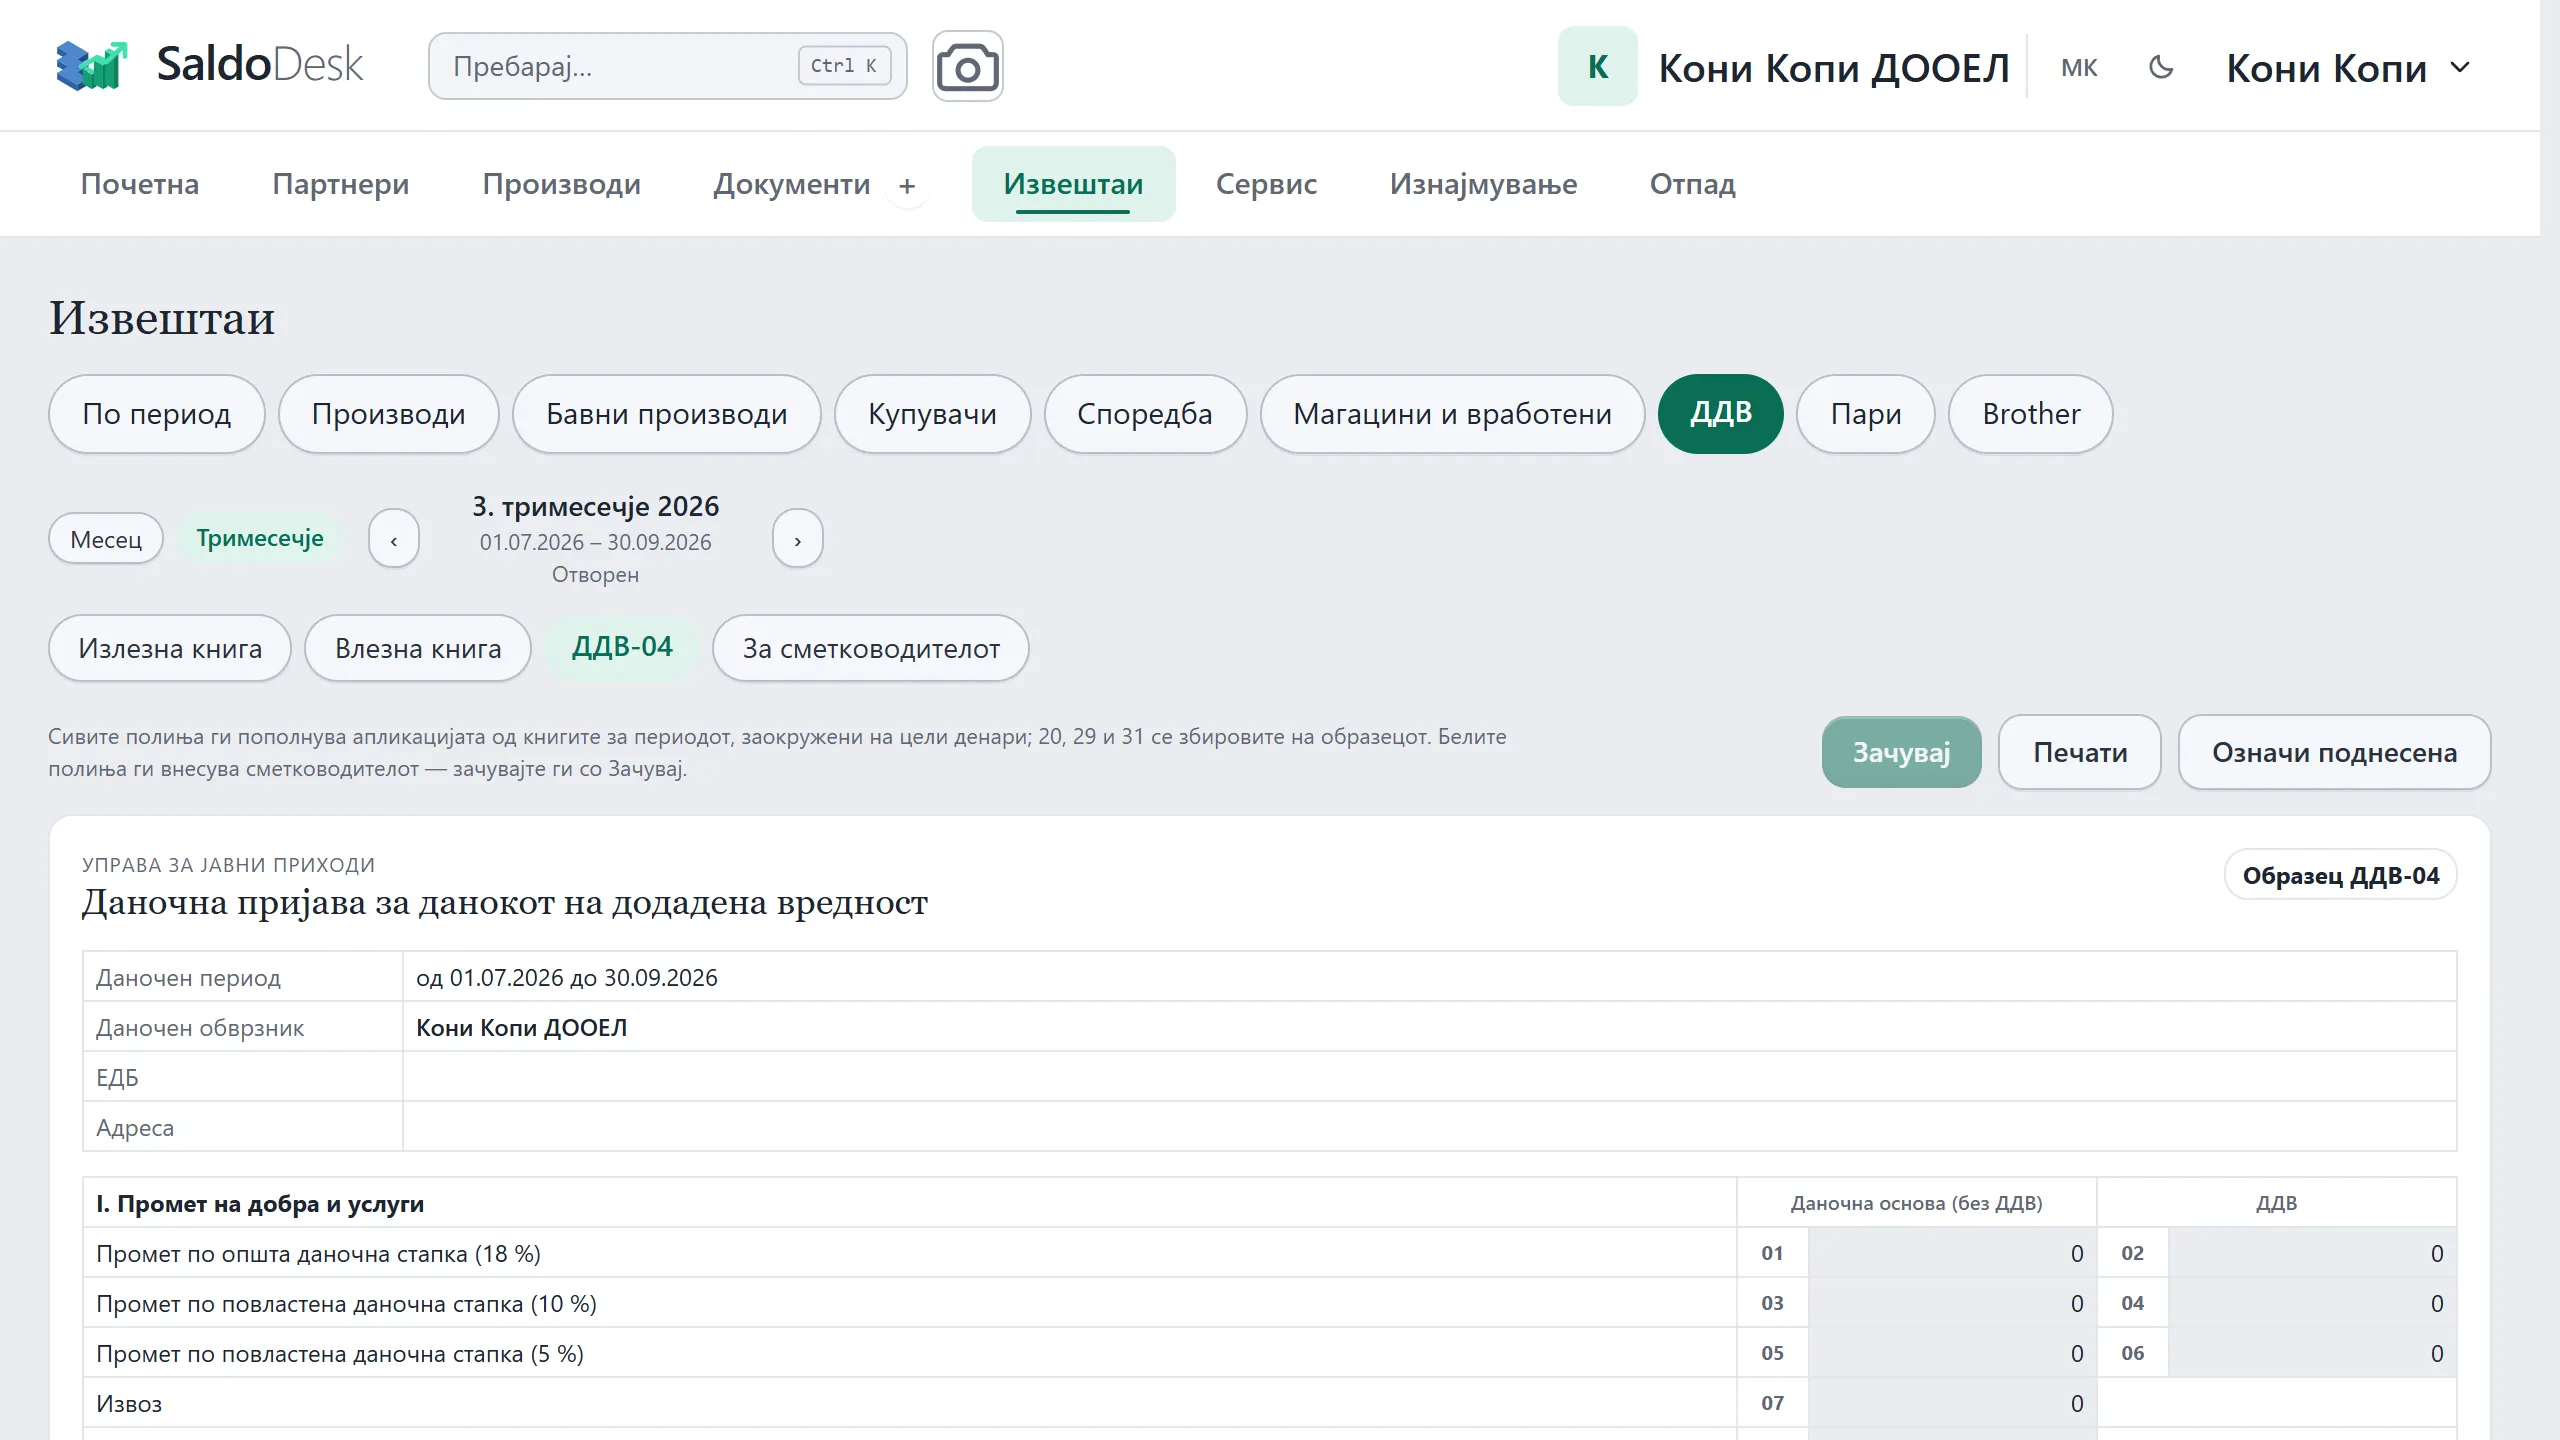 SaldoDesk
Пребарај... Ctrl K
К Кони Копи ДООЕЛ МК Кони Копи
Почетна Партнери Производи Документи + Извештаи Сервис Изнајмување Отпад
Извештаи
По период Производи Бавни производи Купувачи Споредба Магацини и вработени ДДВ Пари Brother
Месец Тримесечје ‹ 3. тримесечје 2026 ›
01.07.2026 – 30.09.2026
Отворен
Излезна книга Влезна книга ДДВ-04 За сметководителот
Сивите полиња ги пополнува апликацијата од книгите за периодот, заокружени на цели денари; 20, 29 и 31 се збировите на образецот. Белите
полиња ги внесува сметководителот — зачувајте ги со Зачувај.
Зачувај Печати Означи поднесена
УПРАВА ЗА ЈАВНИ ПРИХОДИ
Даночна пријава за данокот на додадена вредност
Образец ДДВ-04
Даночен период од 01.07.2026 до 30.09.2026
Даночен обврзник Кони Копи ДООЕЛ
ЕДБ
Адреса
I. Промет на добра и услуги Даночна основа (без ДДВ) ДДВ
Промет по општа даночна стапка (18 %) 01 0 02 0
Промет по повластена даночна стапка (10 %) 03 0 04 0
Промет по повластена даночна стапка (5 %) 05 0 06 0
Извоз 07 0